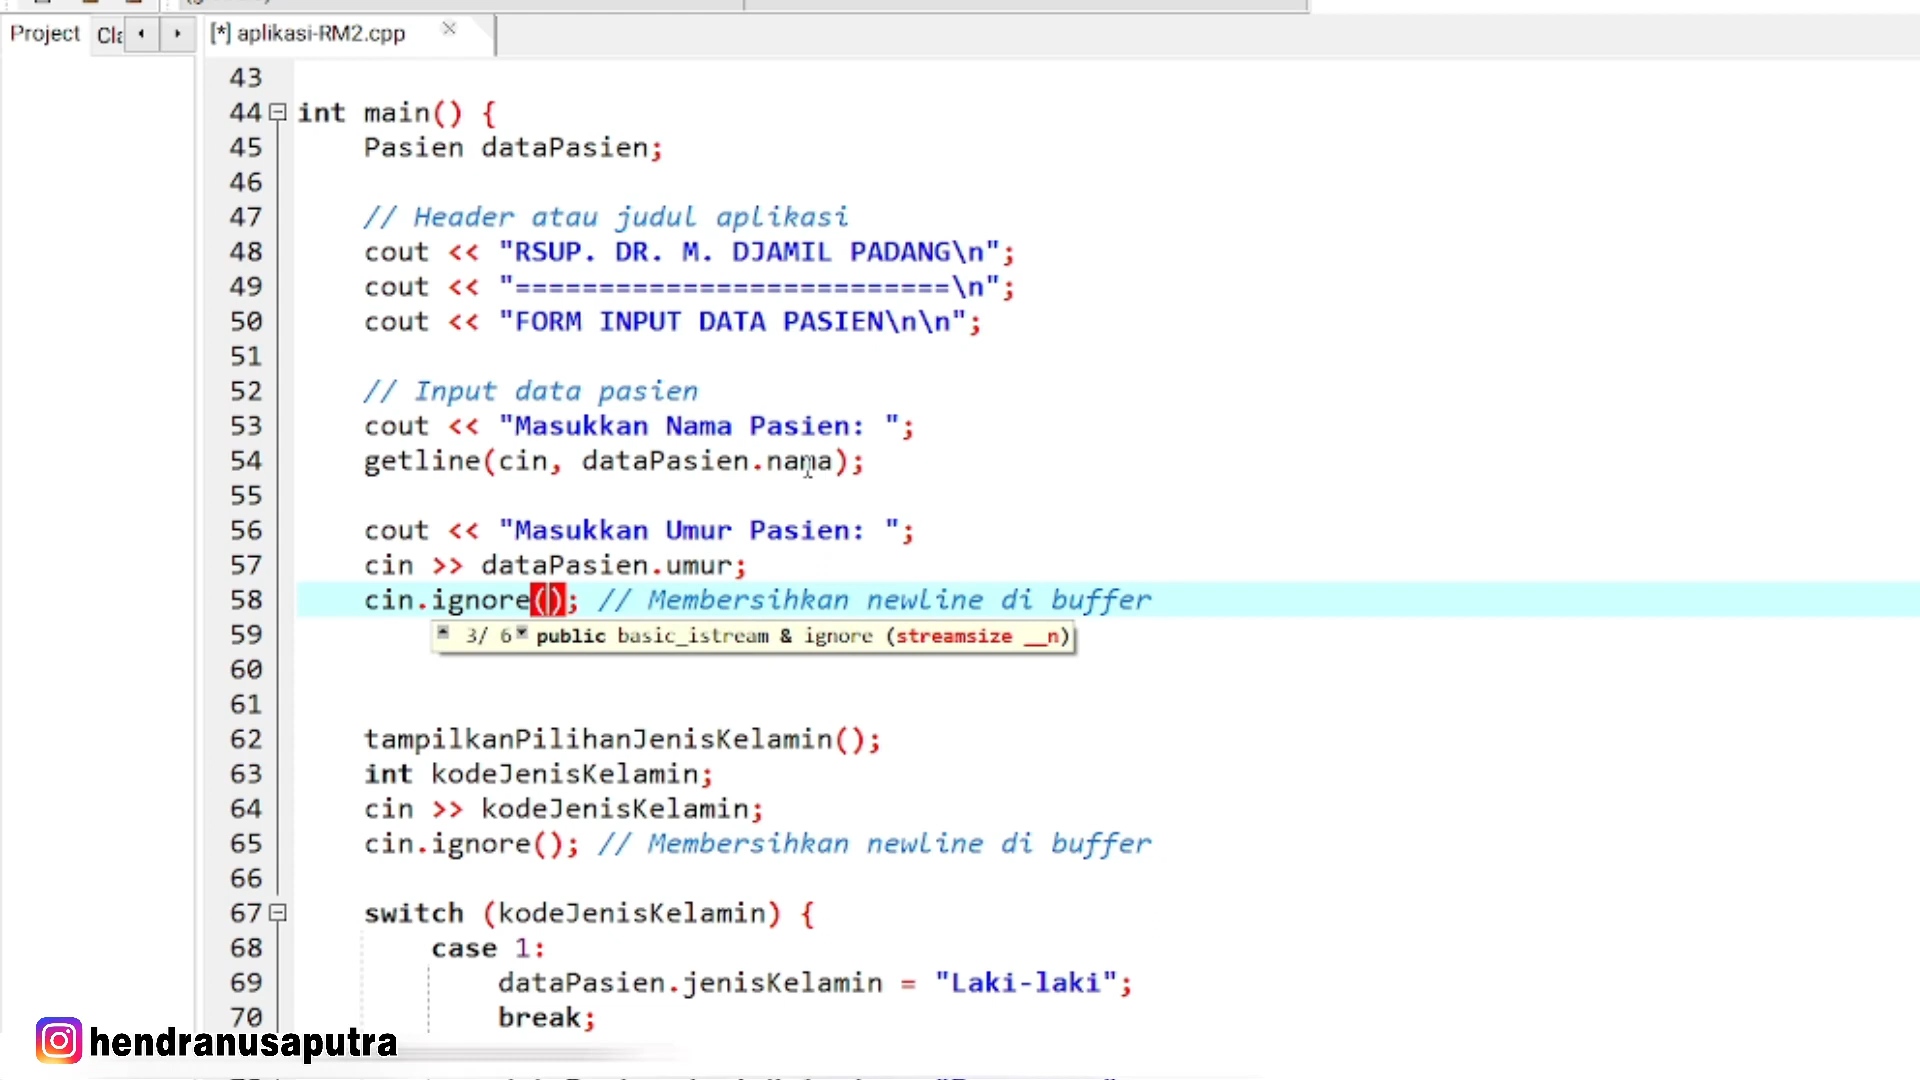 Project Cla [*] aplikasi-RM2.cpp
43
44 int main() {
45 Pasien dataPasien;
46
47 // Header atau judul aplikasi
48 cout << "RSUP. DR. M. DJAMIL PADANG\n";
49 cout << "==========================\n";
50 cout << "FORM INPUT DATA PASIEN\n\n";
51
52 // Input data pasien
53 cout << "Masukkan Nama Pasien: ";
54 getline(cin, dataPasien.nama);
55
56 cout << "Masukkan Umur Pasien: ";
57 cin >> dataPasien.umur;
58 cin.ignore(); // Membersihkan newline di buffer
59 3/ 6 public basic_istream & ignore (streamsize __n)
60
61
62 tampilkanPilihanJenisKelamin();
63 int kodeJenisKelamin;
64 cin >> kodeJenisKelamin;
65 cin.ignore(); // Membersihkan newline di buffer
66
67 switch (kodeJenisKelamin) {
68 case 1:
69 dataPasien.jenisKelamin = "Laki-laki";
70 break;
hendranusaputra